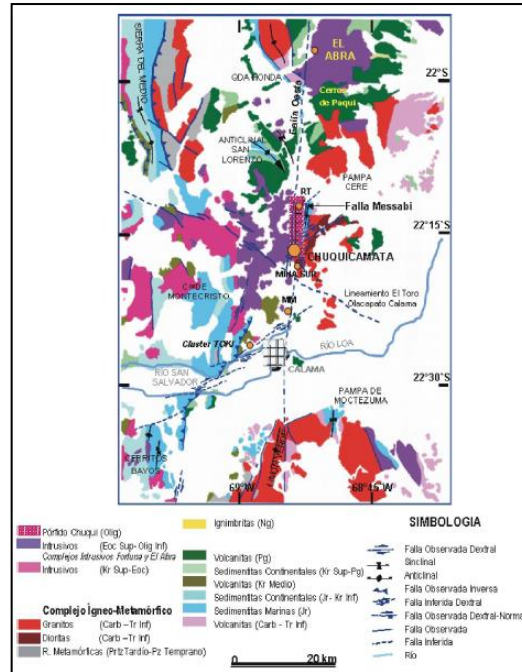 SIERRA DEL MEDIO
EL
ABRA
22°S
QDA HONDA
Falla Oeste
Cerros
de Paqui
ANTICLINAL
SAN
LORENZO
PAMPA
CERE
RT
Falla Messabi
22°15'S
CHUQUICAMATA
MINA SUR
DE
MONTECRISTO
Lineamiento El Toro
Olacapato Calama
MM
Cluster TOKI
RÍO LOA
RÍO SAN
SALVADOR
CALAMA
22°30'S
PAMPA DE
MOCTEZUMA
CERRITOS
BAYOS
69°W
68°45'W
Pórfido Chuqui (Olig)
Intrusivos (Eoc Sup- Olig Inf)
Complejos Intrusivos Fortuna y El Abra
Intrusivos (Kr Sup-Eoc)
Complejo Ígneo-Metamórfico
Granitos (Carb –Tr Inf)
Dioritas (Carb –Tr Inf)
R. Metamórficas (PrtzTardío-Pz Temprano)
Ignimbritas (Ng)
Volcanitas (Pg)
Sedimentitas Continentales (Kr Sup-Pg)
Volcanitas (Kr Medio)
Sedimentitas Continentales (Jr- Kr Inf)
Sedimentitas Marinas (Jr)
Volcanitas (Carb - Tr Inf)
0 20 km
SIMBOLOGIA
Falla Observada Dextral
Sinclinal
Anticlinal
Falla Observada Inversa
Falla Inferida Dextral
Falla Observada Dextral-Normal
Falla Observada
Falla Inferida
Río